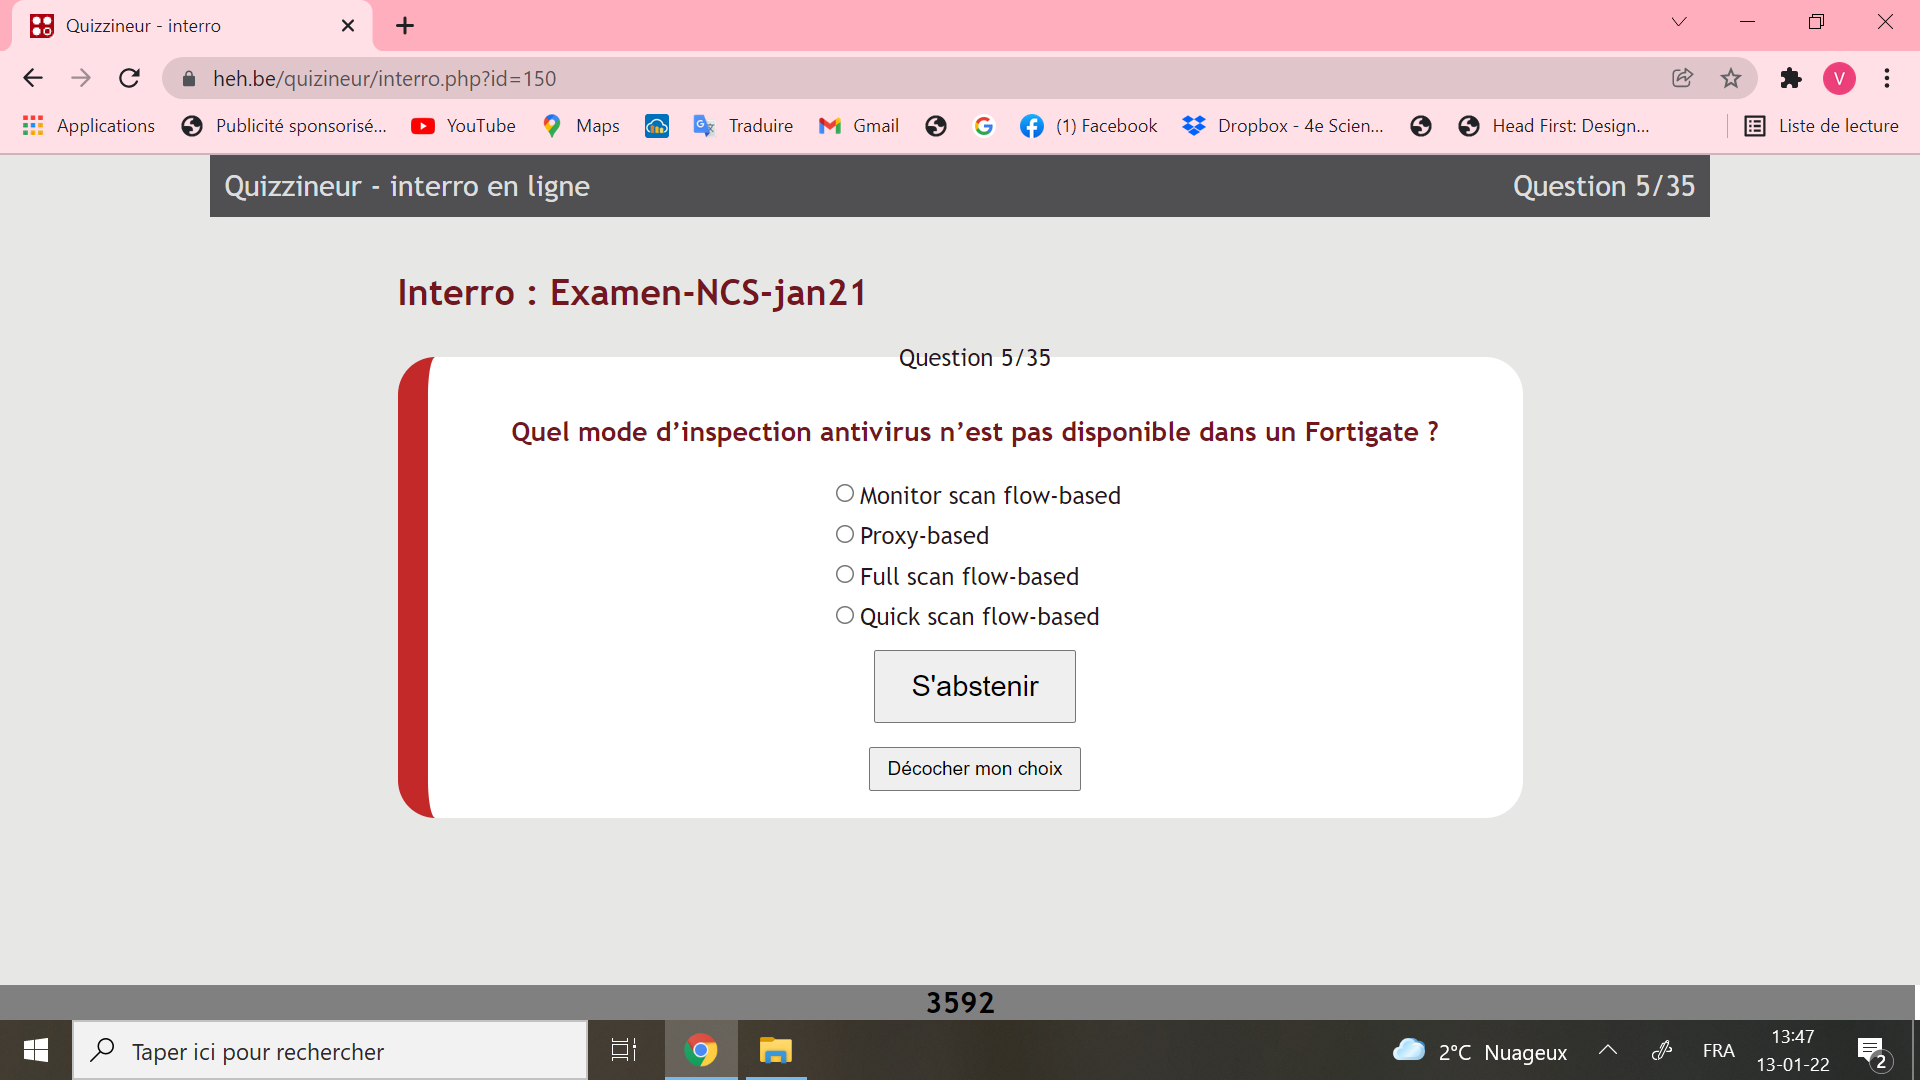 Quizzineur - interro
heh.be/quizineur/interro.php?id=150
V
Applications
Publicité sponsorisé...
YouTube
Maps
Traduire
Gmail
(1) Facebook
Dropbox - 4e Scien...
Head First: Design...
Liste de lecture
Quizzineur - interro en ligne
Question 5/35
Interro : Examen-NCS-jan21
Question 5/35
Quel mode d’inspection antivirus n’est pas disponible dans un Fortigate ?
Monitor scan flow-based
Proxy-based
Full scan flow-based
Quick scan flow-based
S'abstenir
Décocher mon choix
3592
Taper ici pour rechercher
2°C Nuageux
FRA
13:47
13-01-22
2